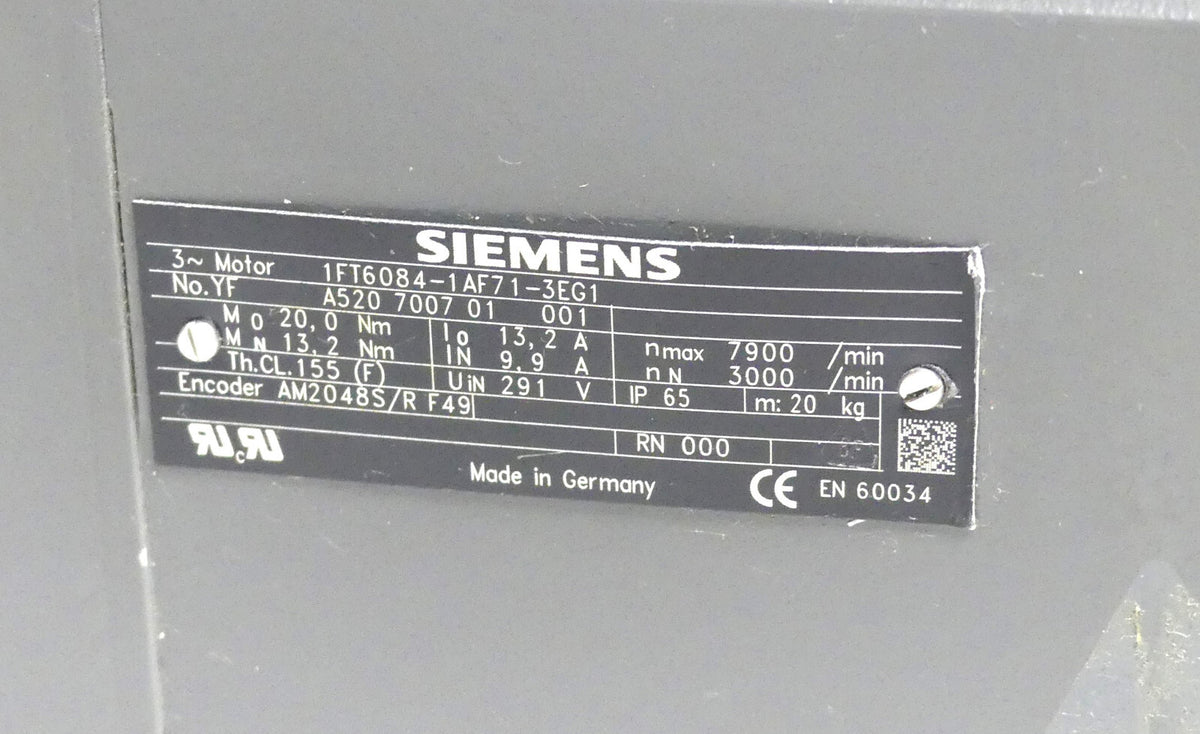 SIEMENS
3~ Motor 1FT6084-1AF71-3EG1
No.YF A520 7007 01 001
M0 20,0 Nm I0 13,2 A nmax 7900 /min
MN 13,2 Nm IN 9,9 A nN 3000 /min
Th.CL.155 (F) UiN 291 V IP 65 m: 20 kg
Encoder AM2048S/R F49
RN 000
c
Made in Germany CE EN 60034